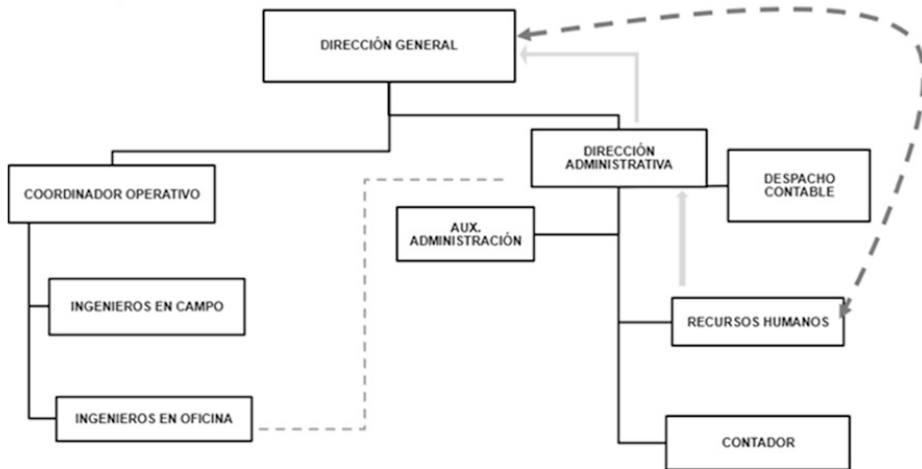 DIRECCIÓN GENERAL
DIRECCIÓN
ADMINISTRATIVA
DESPACHO
CONTABLE
COORDINADOR OPERATIVO
AUX.
ADMINISTRACIÓN
INGENIEROS EN CAMPO
RECURSOS HUMANOS
INGENIEROS EN OFICINA
CONTADOR